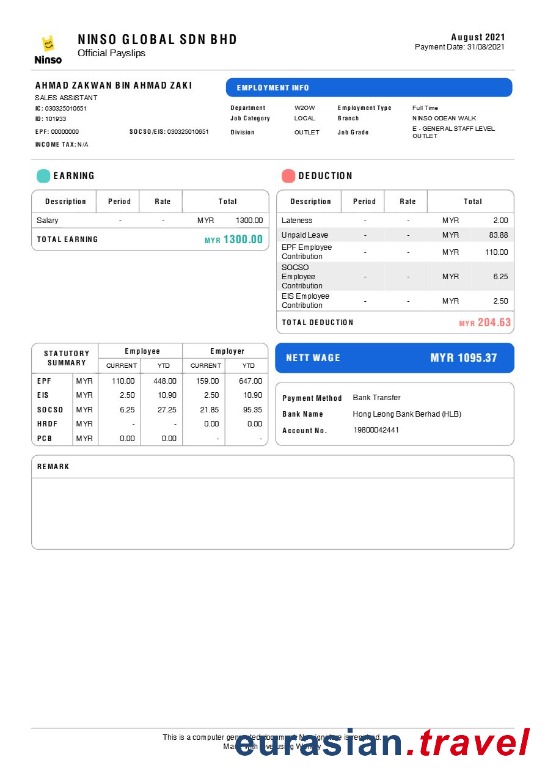 NINSO GLOBAL SDN BHD
Official Payslips
August 2021
Payment Date: 31/08/2021
Ninso
AHMAD ZAKWAN BIN AHMAD ZAKI
SALES ASSISTANT
IC: 030325010651
ID: 101933
EPF: 00000000 SOCSO/EIS: 030325010651
INCOME TAX: N/A
EMPLOYMENT INFO
Department W2OW Employment Type Full Time
Job Category LOCAL Branch NINSO OCEAN WALK
Division OUTLET Job Grade E - GENERAL STAFF LEVEL
OUTLET
EARNING
Description Period Rate Total
Salary - - MYR 1300.00
TOTAL EARNING MYR 1300.00
DEDUCTION
Description Period Rate Total
Lateness - - MYR 2.00
Unpaid Leave - - MYR 83.88
EPF Employee
Contribution - - MYR 110.00
SOCSO
Employee - - MYR 6.25
Contribution
EIS Employee
Contribution - - MYR 2.50
TOTAL DEDUCTION MYR 204.63
STATUTORY SUMMARY Employee Employer
CURRENT YTD CURRENT YTD
EPF MYR 110.00 448.00 159.00 647.00
EIS MYR 2.50 10.90 2.50 10.90
SOCSO MYR 6.25 27.25 21.85 95.35
HRDF MYR - - 0.00 0.00
PCB MYR 0.00 0.00 - -
NETT WAGE MYR 1095.37
Payment Method Bank Transfer
Bank Name Hong Leong Bank Berhad (HLB)
Account No. 19800042441
REMARK
This is a computer generated document. No signature is required.
eurasian.travel